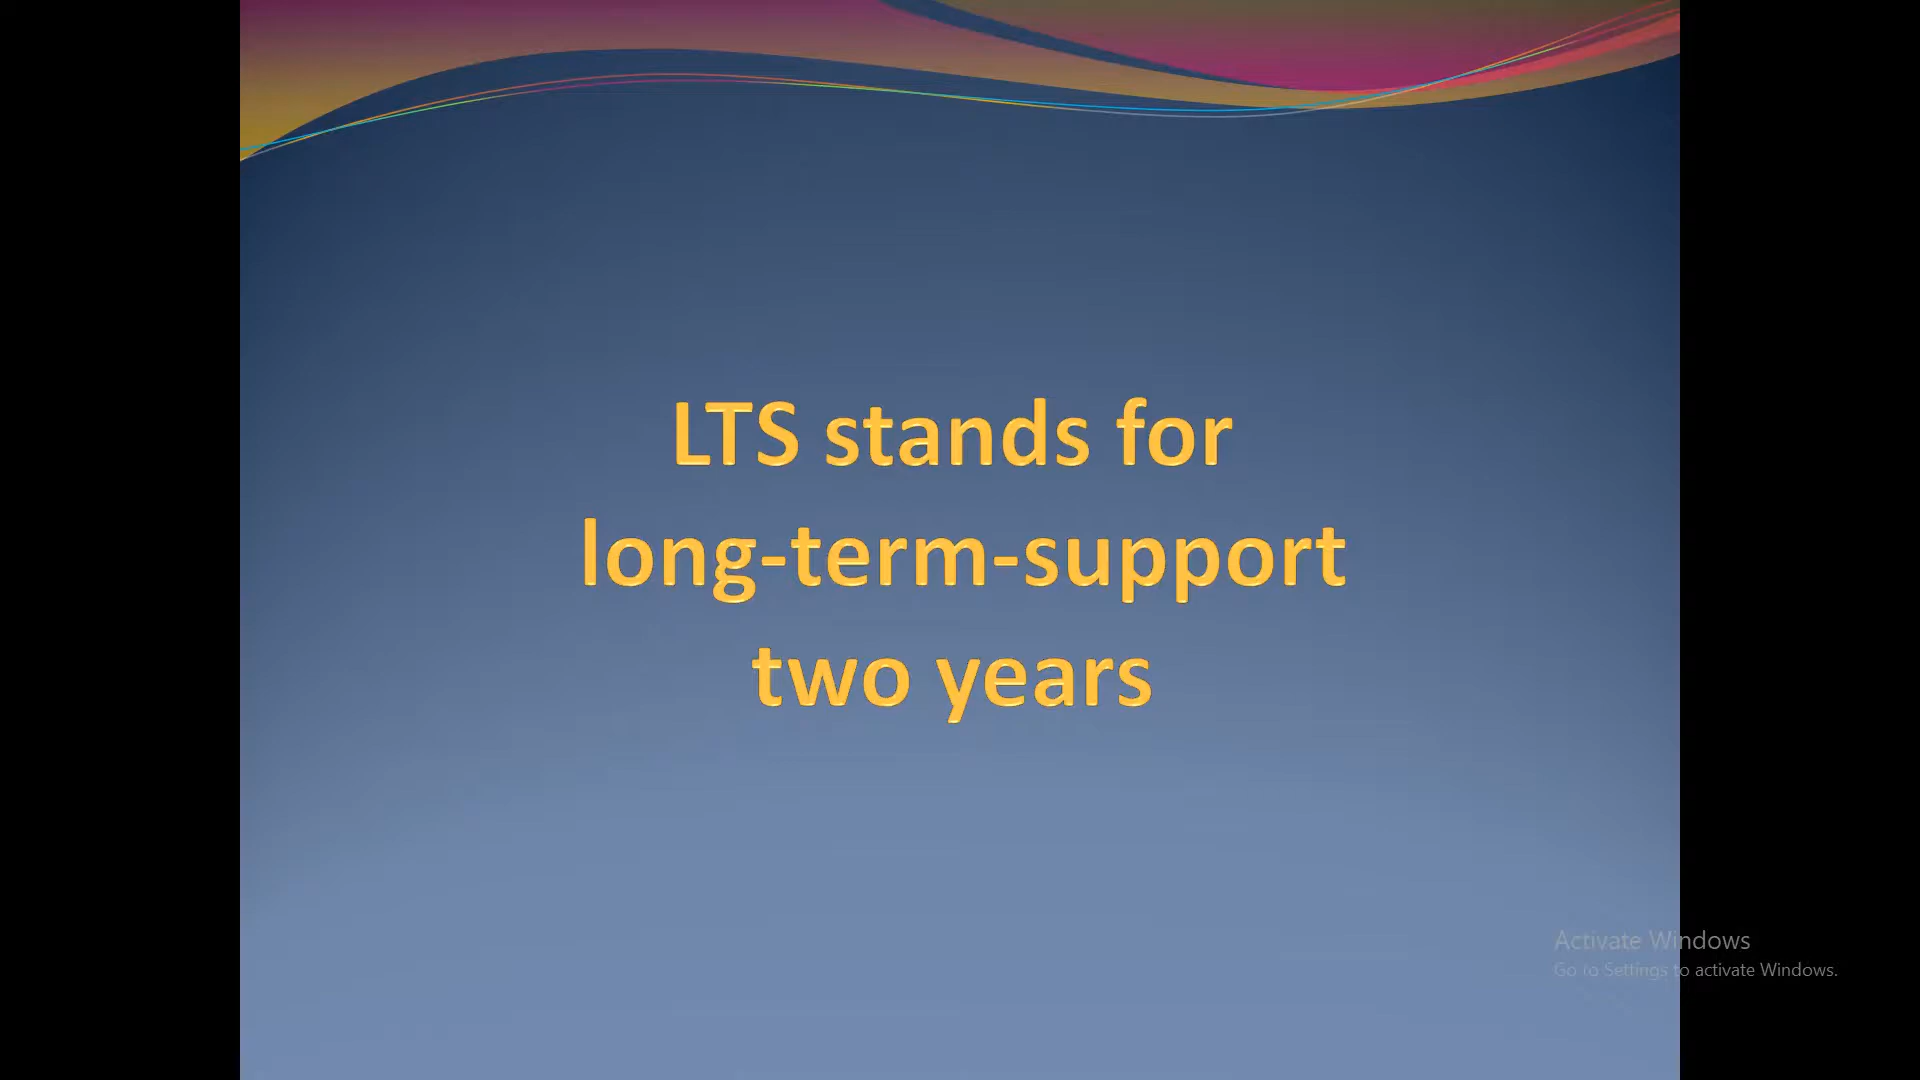 LTS stands for
long-term-support
two years
Activate Windows
Go to Settings to activate Windows.